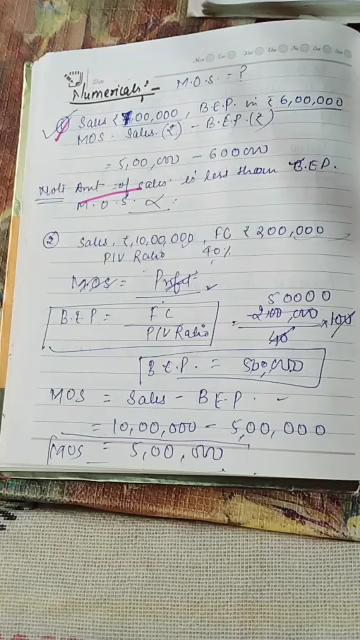 M.O.S. = ?
Numericals :-
① Sales ₹ 5,00,000, B.E.P. in ₹ 6,00,000
MOS = Sales (₹) - B.E.P. (₹)
= 5,00,000 - 600000
Note Amt of sales is less than B.E.P.
M.O.S. ∝
② Sales ₹ 10,00,000, FC ₹ 200,000
P/V Ratio 40%
MOS = Profit
50000
B.E.P = FC / P/V Ratio = 200,000 / 40 × 100
B.E.P. = 500,000
MOS = Sales - B.E.P.
= 10,00,000 - 5,00,000
MOS = 5,00,000